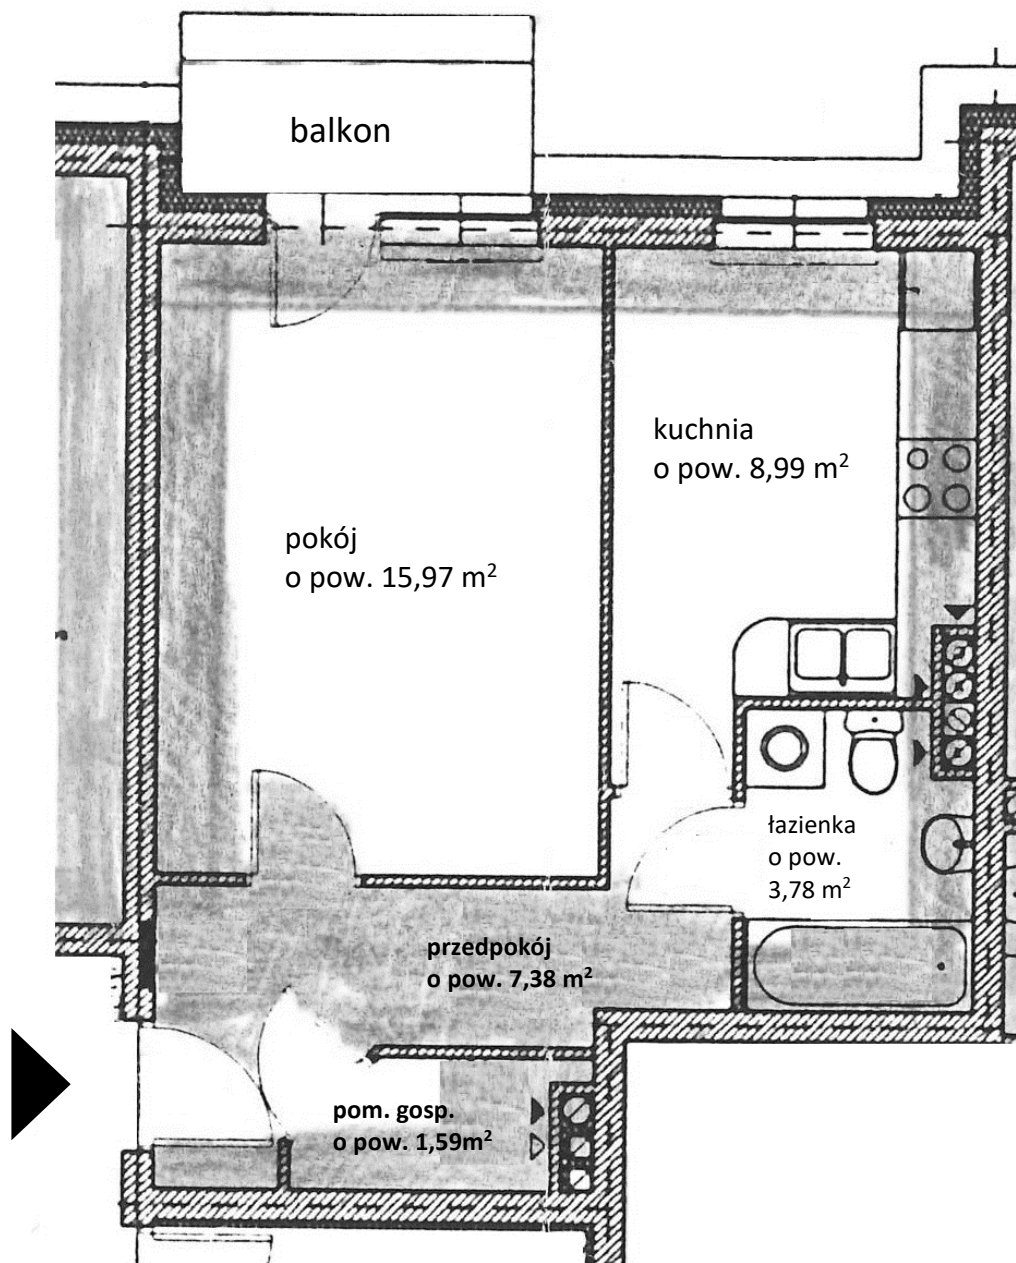 balkon
kuchnia
o pow. 8,99 m²
pokój
o pow. 15,97 m²
łazienka
o pow.
3,78 m²
przedpokój
o pow. 7,38 m²
pom. gosp.
o pow. 1,59m²